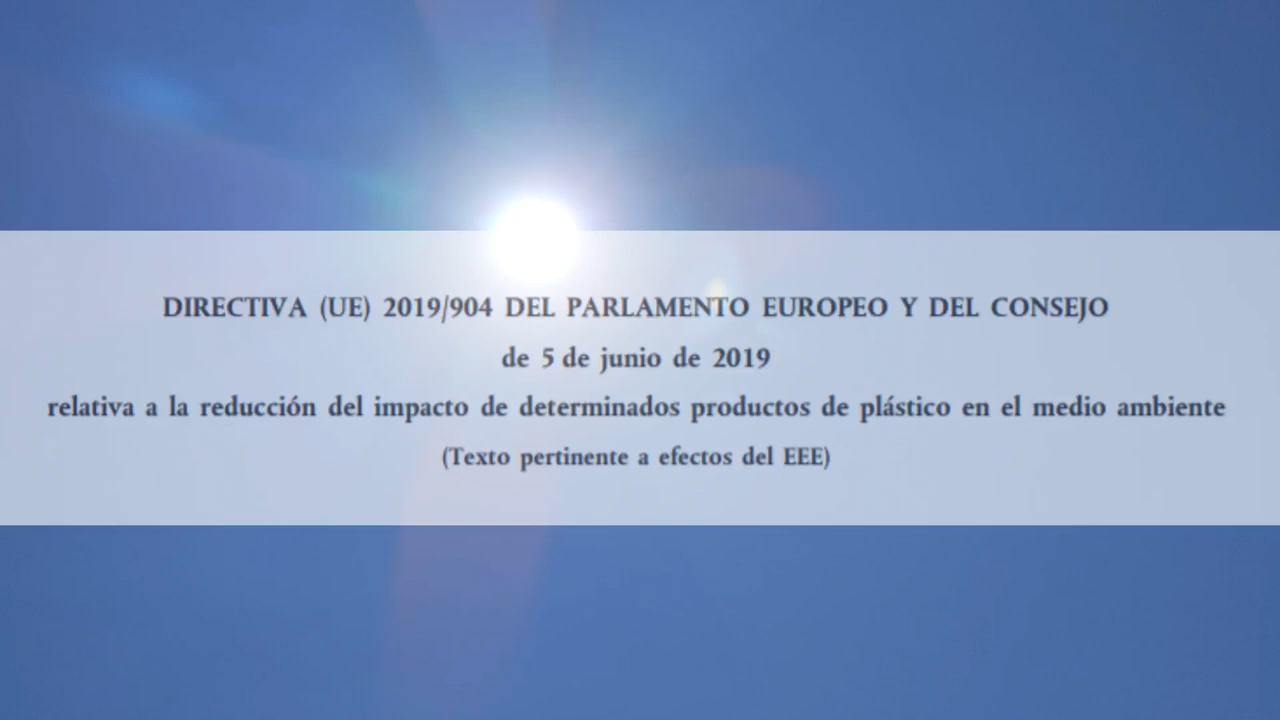 DIRECTIVA (UE) 2019/904 DEL PARLAMENTO EUROPEO Y DEL CONSEJO
de 5 de junio de 2019
relativa a la reducción del impacto de determinados productos de plástico en el medio ambiente
(Texto pertinente a efectos del EEE)